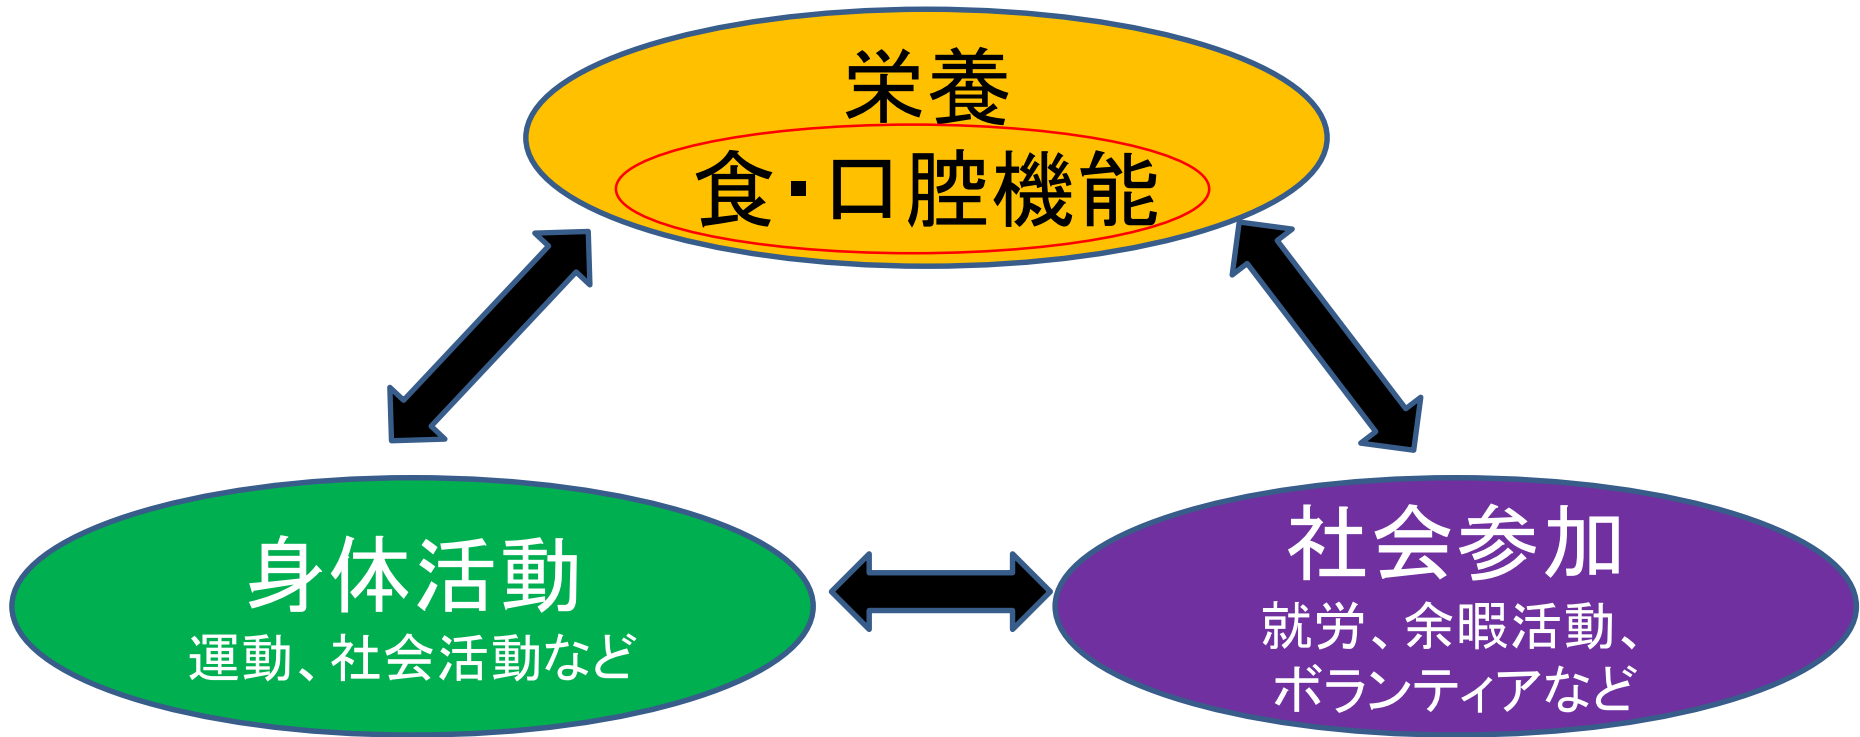 栄養
食・口腔機能
身体活動
運動、社会活動など
社会参加
就労、余暇活動、
ボランティアなど